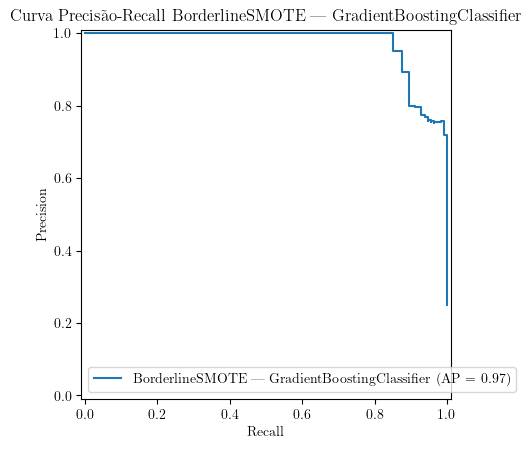 Curva Precisão-Recall BorderlineSMOTE — GradientBoostingClassifier
1.0
0.8
0.6
0.4
0.2
0.0
Precision
BorderlineSMOTE — GradientBoostingClassifier (AP = 0.97)
0.0 0.2 0.4 0.6 0.8 1.0
Recall